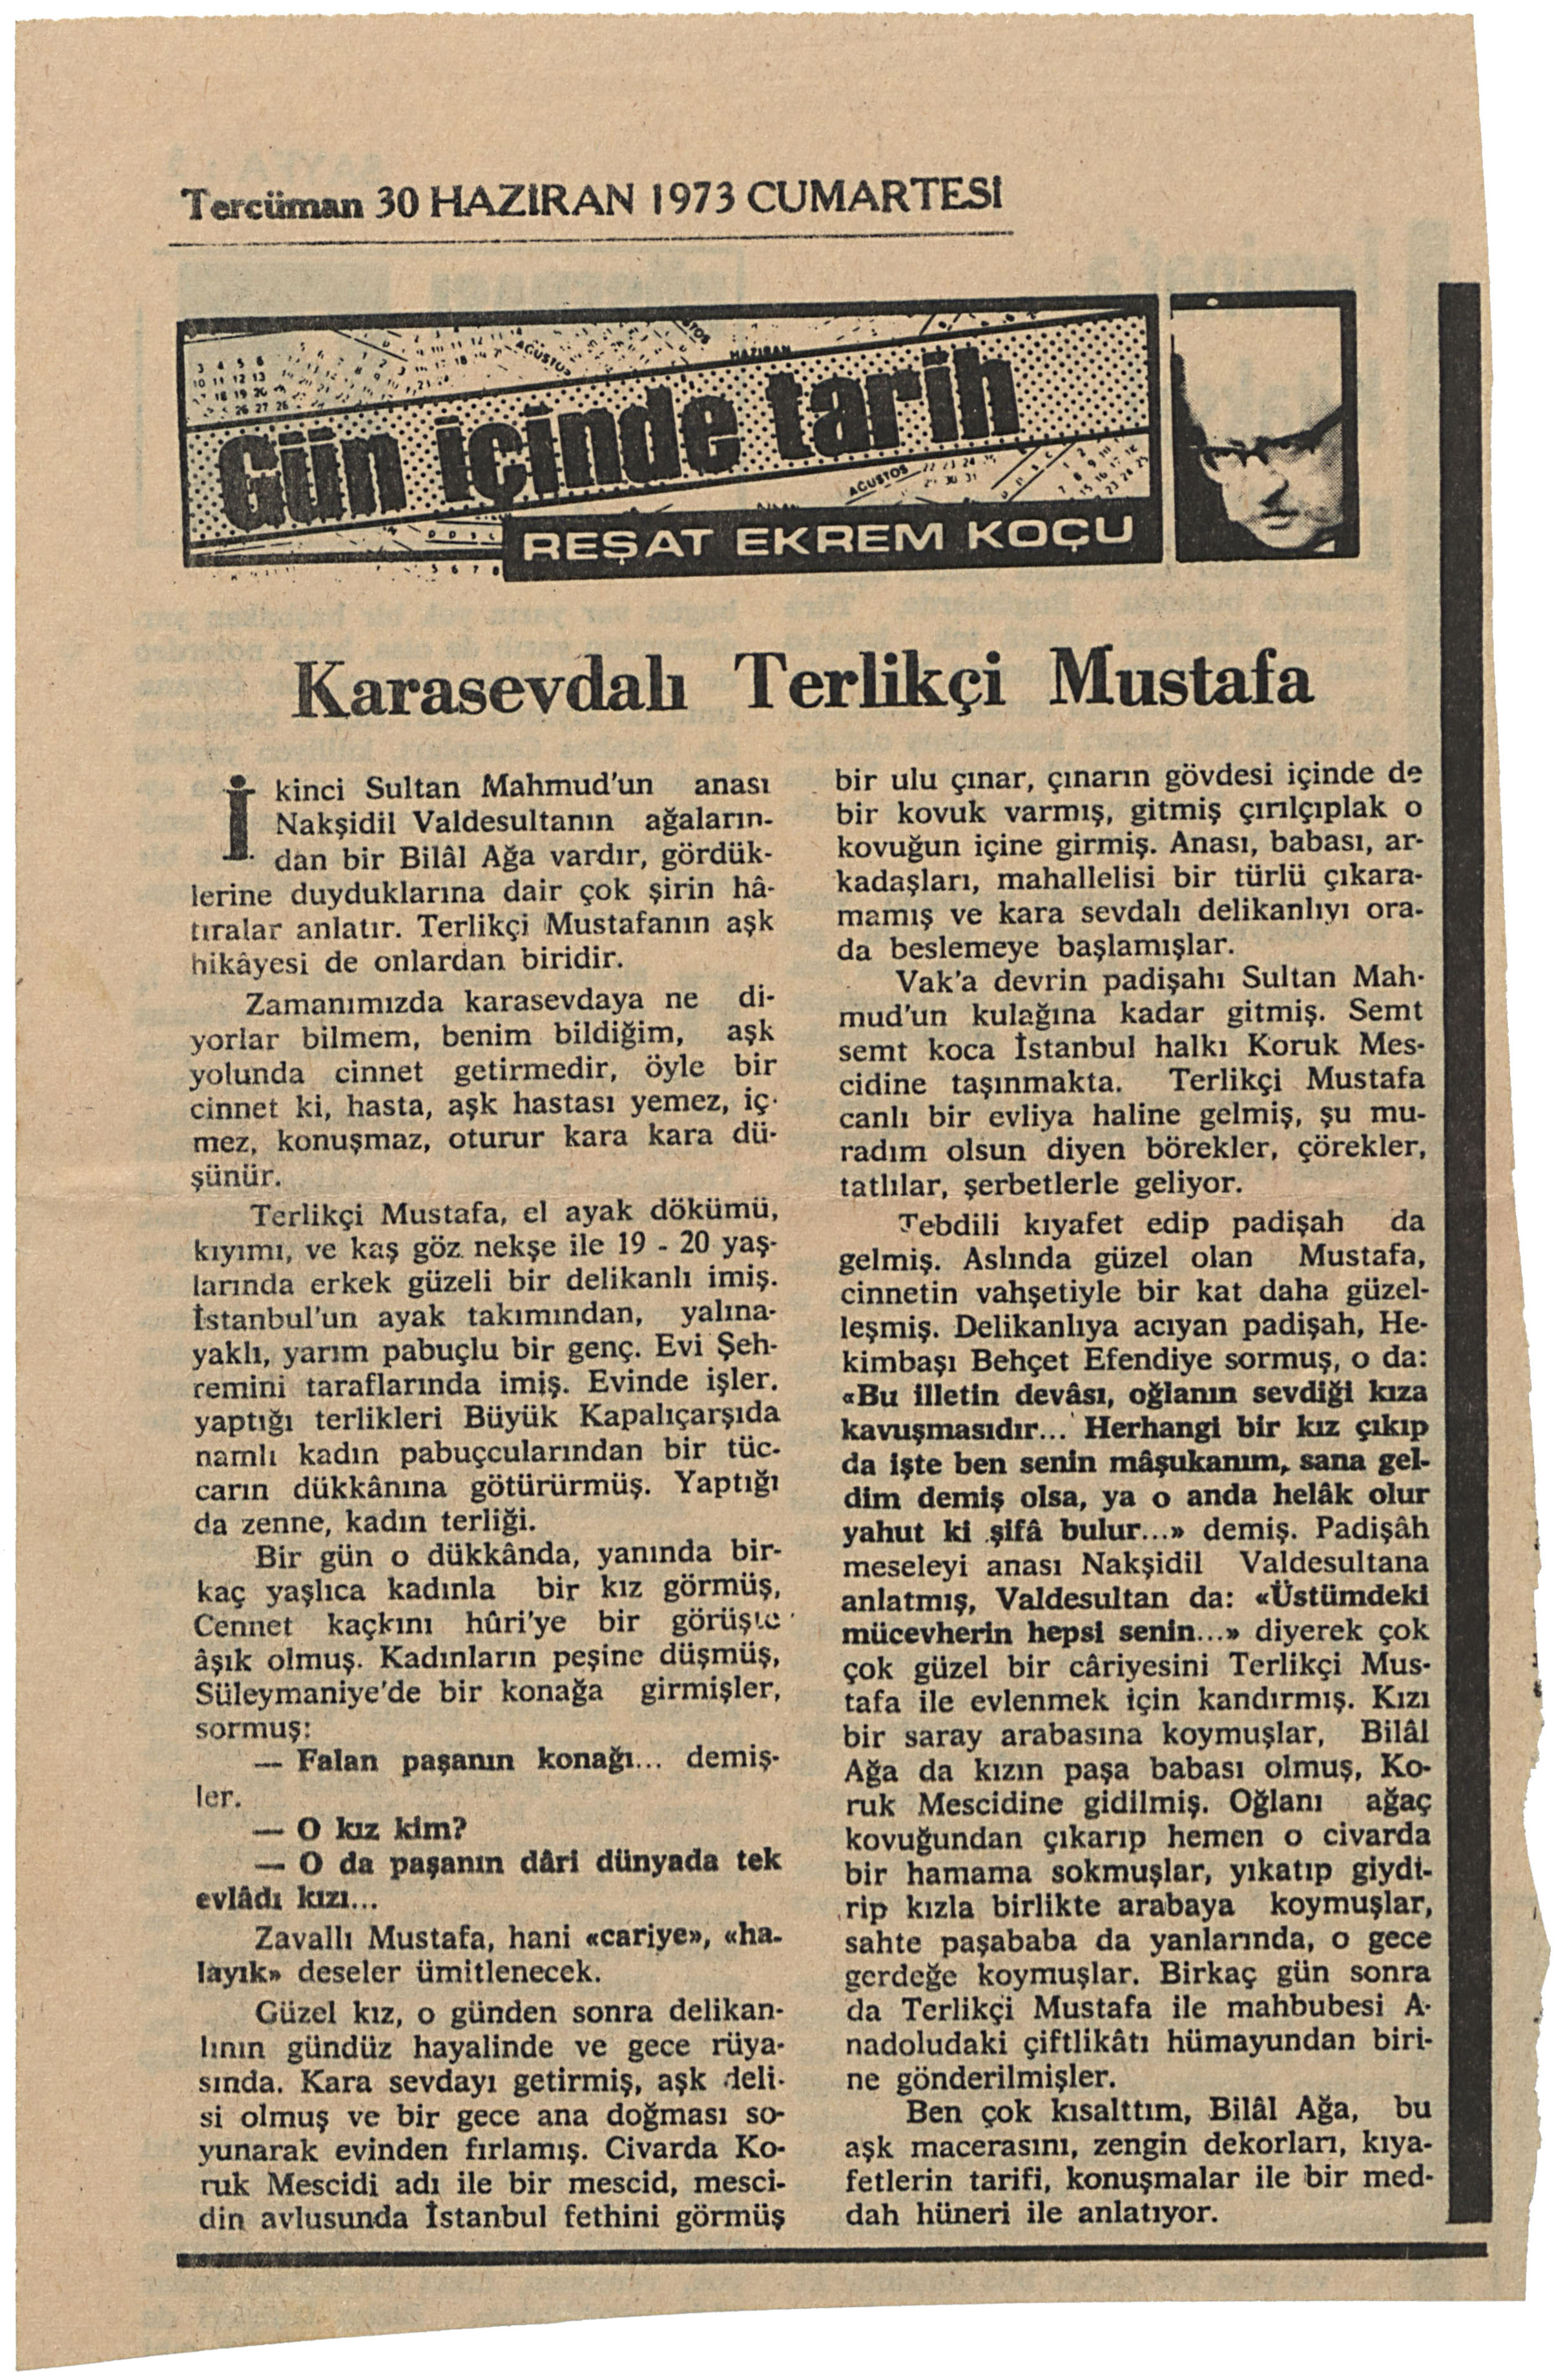 Tercüman 30 HAZİRAN 1973 CUMARTESİ
Gün içinde tarih
REŞAT EKREM KOÇU
Karasevdalı Terlikçi Mustafa
İkinci Sultan Mahmud'un anası
Nakşidil Valdesultanın ağaların-
dan bir Bilâl Ağa vardır, gördük-
lerine duyduklarına dair çok şirin hâ-
tıralar anlatır. Terlikçi Mustafanın aşk
hikâyesi de onlardan biridir.
Zamanımızda karasevdaya ne di-
yorlar bilmem, benim bildiğim, aşk
yolunda cinnet getirmedir, öyle bir
cinnet ki, hasta, aşk hastası yemez, iç-
mez, konuşmaz, oturur kara kara dü-
şünür.
Terlikçi Mustafa, el ayak dökümü,
kıyımı, ve kaş göz nekşe ile 19 - 20 yaş-
larında erkek güzeli bir delikanlı imiş.
İstanbul'un ayak takımından, yalına-
yaklı, yarım pabuçlu bir genç. Evi Şeh-
remini taraflarında imiş. Evinde işler,
yaptığı terlikleri Büyük Kapalıçarşıda
namlı kadın pabuççularından bir tüc-
carın dükkânına götürürmüş. Yaptığı
da zenne, kadın terliği.
Bir gün o dükkânda, yanında bir-
kaç yaşlıca kadınla bir kız görmüş,
Cennet kaçkını hûri'ye bir görüşte
âşık olmuş. Kadınların peşine düşmüş,
Süleymaniye'de bir konağa girmişler,
sormuş:
— Falan paşanın konağı... demiş-
ler.
— O kız kim?
— O da paşanın dâri dünyada tek
evlâdı kızı...
Zavallı Mustafa, hani «cariye», «ha-
layık» deseler ümitlenecek.
Güzel kız, o günden sonra delikan-
lının gündüz hayalinde ve gece rüya-
sında. Kara sevdayı getirmiş, aşk deli-
si olmuş ve bir gece ana doğması so-
yunarak evinden fırlamış. Civarda Ko-
ruk Mescidi adı ile bir mescid, mesci-
din avlusunda İstanbul fethini görmüş
bir ulu çınar, çınarın gövdesi içinde de
bir kovuk varmış, gitmiş çırılçıplak o
kovuğun içine girmiş. Anası, babası, ar-
kadaşları, mahallelisi bir türlü çıkara-
mamış ve kara sevdalı delikanlıyı ora-
da beslemeye başlamışlar.
Vak'a devrin padişahı Sultan Mah-
mud'un kulağına kadar gitmiş. Semt
semt koca İstanbul halkı Koruk Mes-
cidine taşınmakta. Terlikçi Mustafa
canlı bir evliya haline gelmiş, şu mu-
radım olsun diyen börekler, çörekler,
tatlılar, şerbetlerle geliyor.
Tebdili kıyafet edip padişah da
gelmiş. Aslında güzel olan Mustafa,
cinnetin vahşetiyle bir kat daha güzel-
leşmiş. Delikanlıya acıyan padişah, He-
kimbaşı Behçet Efendiye sormuş, o da:
«Bu illetin devâsı, oğlanın sevdiği kıza
kavuşmasıdır... Herhangi bir kız çıkıp
da işte ben senin mâşukanım, sana gel-
dim demiş olsa, ya o anda helâk olur
yahut ki şifâ bulur...» demiş. Padişâh
meseleyi anası Nakşidil Valdesultana
anlatmış, Valdesultan da: «Üstümdeki
mücevherin hepsi senin...» diyerek çok
çok güzel bir câriyesini Terlikçi Mus-
tafa ile evlenmek için kandırmış. Kızı
bir saray arabasına koymuşlar, Bilâl
Ağa da kızın paşa babası olmuş, Ko-
ruk Mescidine gidilmiş. Oğlanı ağaç
kovuğundan çıkarıp hemen o civarda
bir hamama sokmuşlar, yıkatıp giydi-
rip kızla birlikte arabaya koymuşlar,
sahte paşababa da yanlarında, o gece
gerdeğe koymuşlar. Birkaç gün sonra
da Terlikçi Mustafa ile mahbubesi A-
nadoludaki çiftlikâtı hümayundan biri-
ne gönderilmişler.
Ben çok kısalttım, Bilâl Ağa, bu
aşk macerasını, zengin dekorları, kıya-
fetlerin tarifi, konuşmalar ile bir med-
dah hüneri ile anlatıyor.